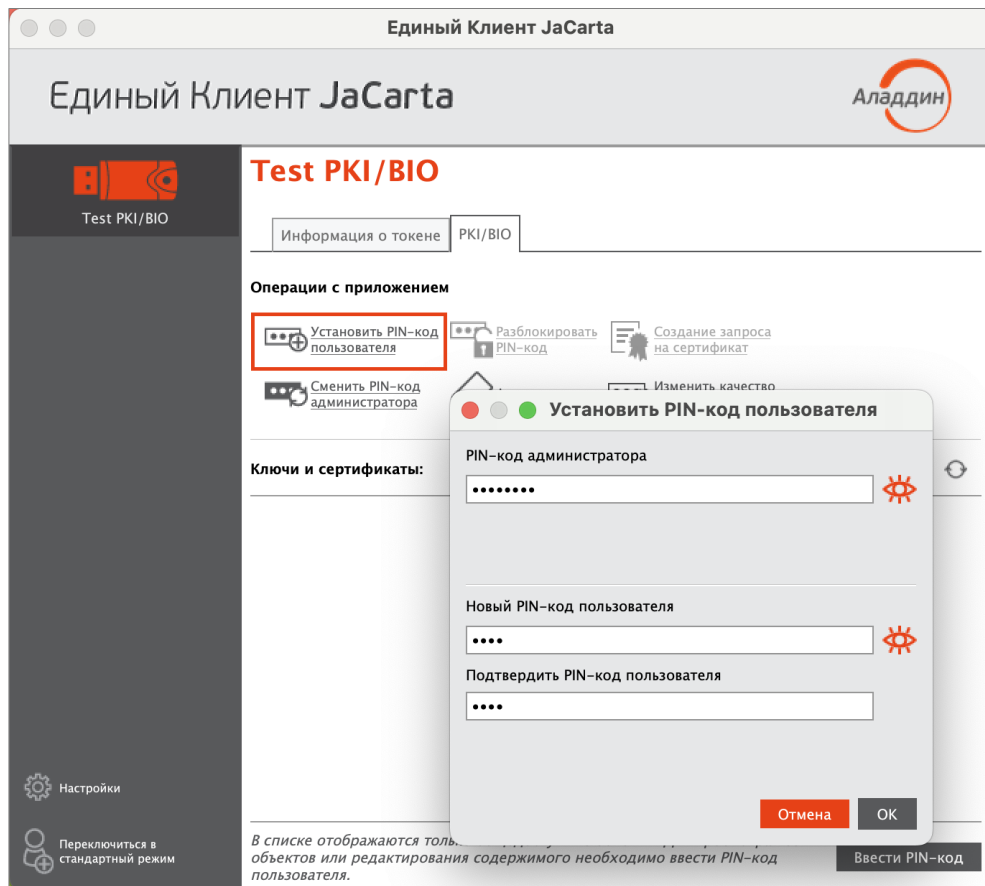 Единый Клиент JaCarta
Единый Клиент JaCarta
Аладдин
Test PKI/BIO
Test PKI/BIO
Информация о токене
PKI/BIO
Операции с приложением
Установить PIN-код
пользователя
Разблокировать
PIN-код
Создание запроса
на сертификат
Сменить PIN-код
администратора
Изменить качество
Ключи и сертификаты:
Установить PIN-код пользователя
PIN-код администратора
••••••••
Новый PIN-код пользователя
••••
Подтвердить PIN-код пользователя
••••
Отмена
OK
Настройки
Переключиться в
стандартный режим
В списке отображаются
объектов или редактирования содержимого необходимо ввести PIN-код
пользователя.
Ввести PIN-код